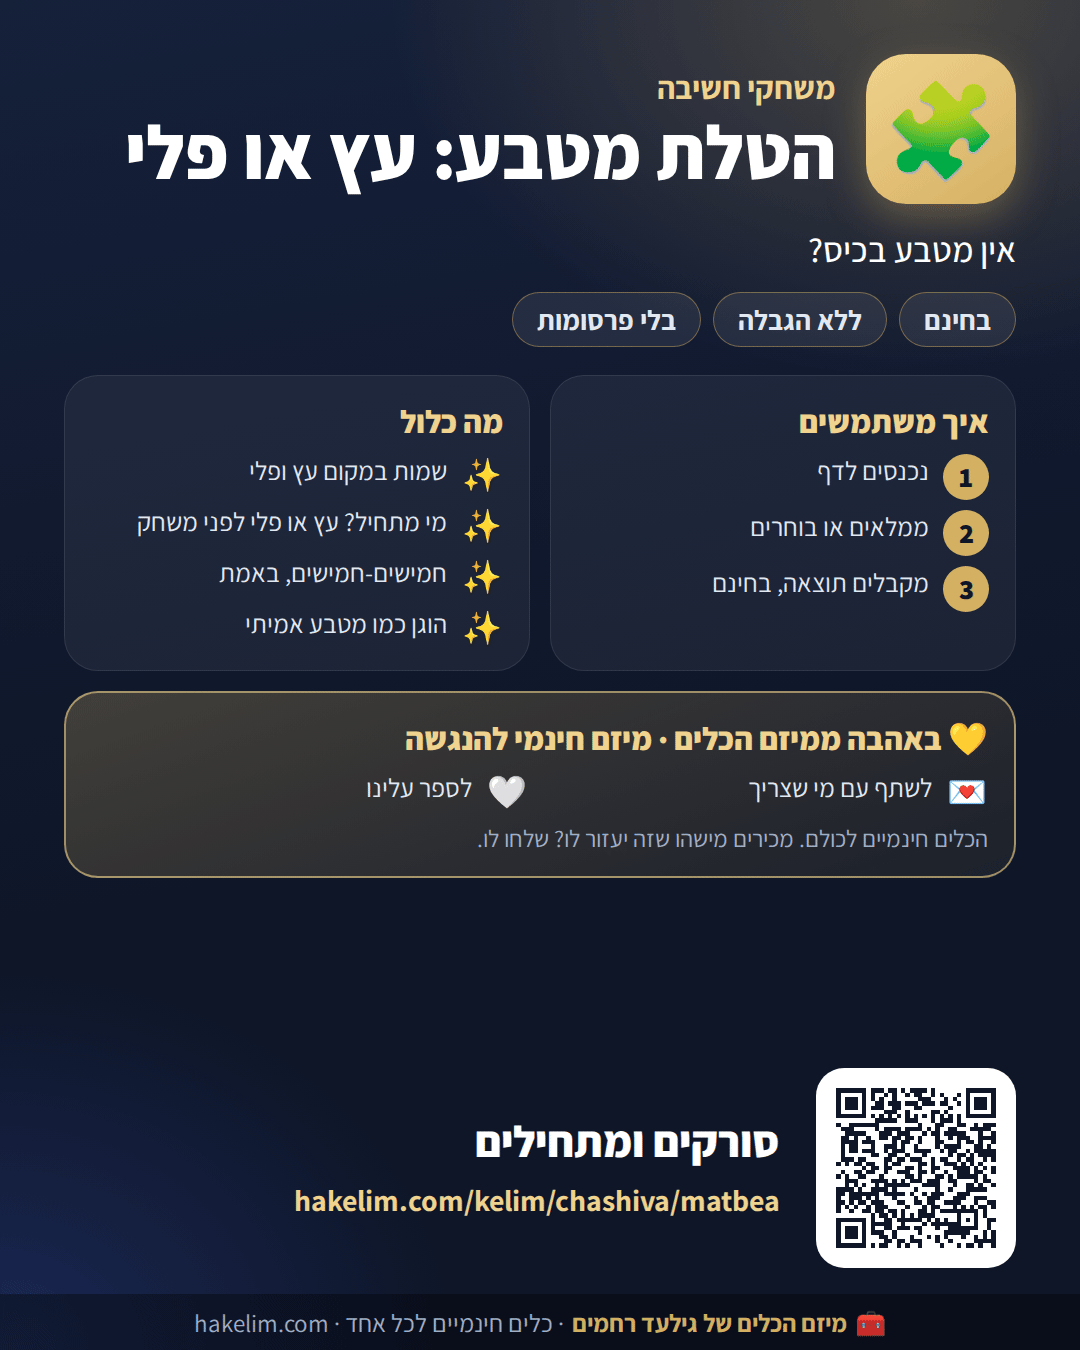 משחקי חשיבה
הטלת מטבע: עץ או פלי
אין מטבע בכיס?
בחינם
ללא הגבלה
בלי פרסומות
איך משתמשים
1 נכנסים לדף
2 ממלאים או בוחרים
3 מקבלים תוצאה, בחינם
מה כלול
שמות במקום עץ ופלי
מי מתחיל? עץ או פלי לפני משחק
חמישים-חמישים, באמת
הוגן כמו מטבע אמיתי
באהבה ממיזם הכלים · מיזם חינמי להנגשה
לשתף עם מי שצריך
לספר עלינו
הכלים חינמיים לכולם. מכירים מישהו שזה יעזור לו? שלחו לו.
סורקים ומתחילים
hakelim.com/kelim/chashiva/matbea
מיזם הכלים של גילעד רחמים · כלים חינמיים לכל אחד · hakelim.com